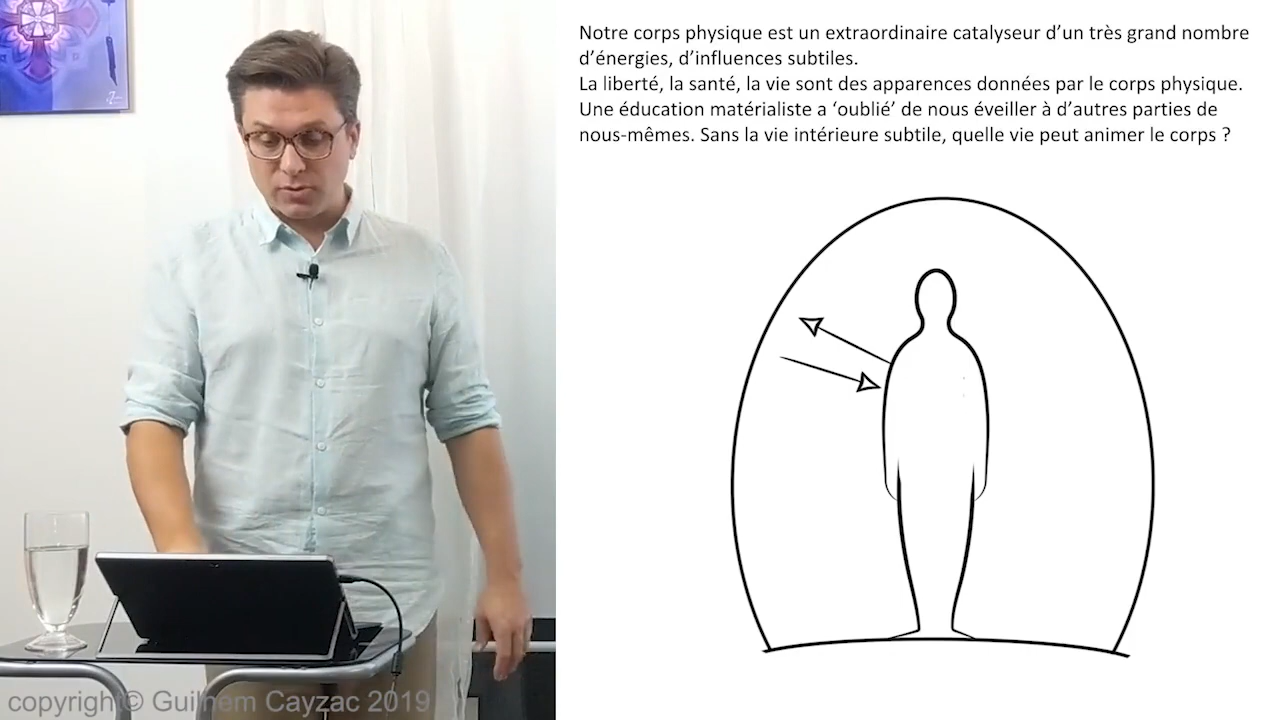 Notre corps physique est un extraordinaire catalyseur d’un très grand nombre
d’énergies, d’influences subtiles.
La liberté, la santé, la vie sont des apparences données par le corps physique.
Une éducation matérialiste a ‘oublié’ de nous éveiller à d’autres parties de
nous-mêmes. Sans la vie intérieure subtile, quelle vie peut animer le corps ?
copyright© Guilhem Cayzac 2019